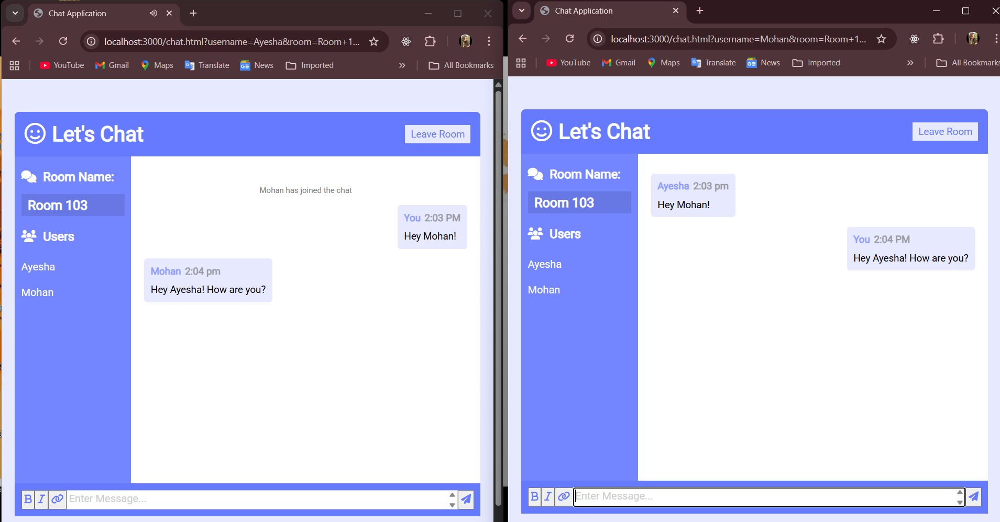 Chat Application
localhost:3000/chat.html?username=Ayesha&room=Room+1...
YouTube Gmail Maps Translate News Imported » All Bookmarks
Let's Chat
Leave Room
Room Name:
Room 103
Users
Ayesha
Mohan
Mohan has joined the chat
You 2:03 PM
Hey Mohan!
Mohan 2:04 pm
Hey Ayesha! How are you?
B I Enter Message...
Chat Application
localhost:3000/chat.html?username=Mohan&room=Room+1...
YouTube Gmail Maps Translate News Imported » All Bookmarks
Let's Chat
Leave Room
Room Name:
Room 103
Users
Ayesha
Mohan
Ayesha 2:03 pm
Hey Mohan!
You 2:04 PM
Hey Ayesha! How are you?
B I Enter Message...